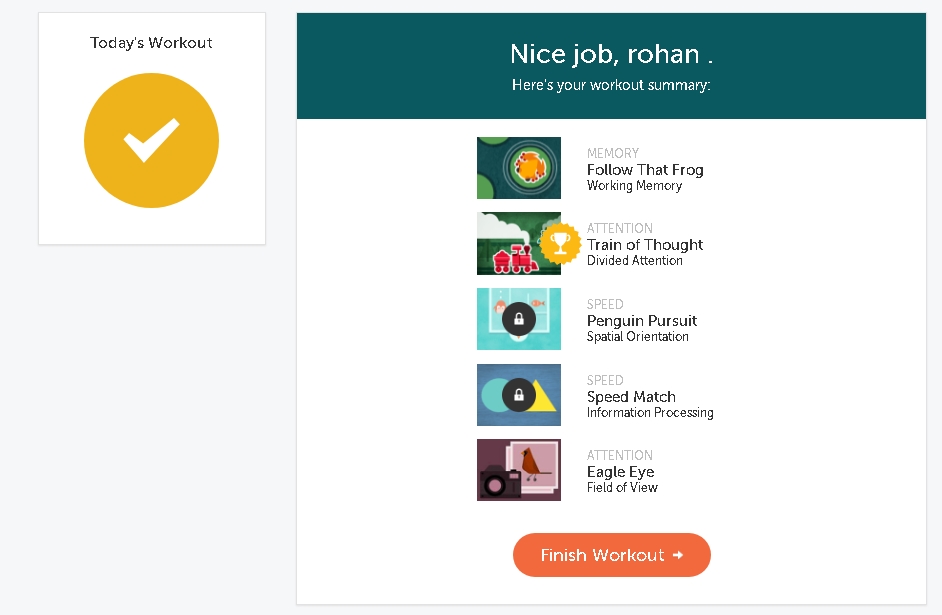 Today's Workout
Nice job, rohan .
Here's your workout summary:
MEMORY
Follow That Frog
Working Memory
ATTENTION
Train of Thought
Divided Attention
SPEED
Penguin Pursuit
Spatial Orientation
SPEED
Speed Match
Information Processing
ATTENTION
Eagle Eye
Field of View
Finish Workout →